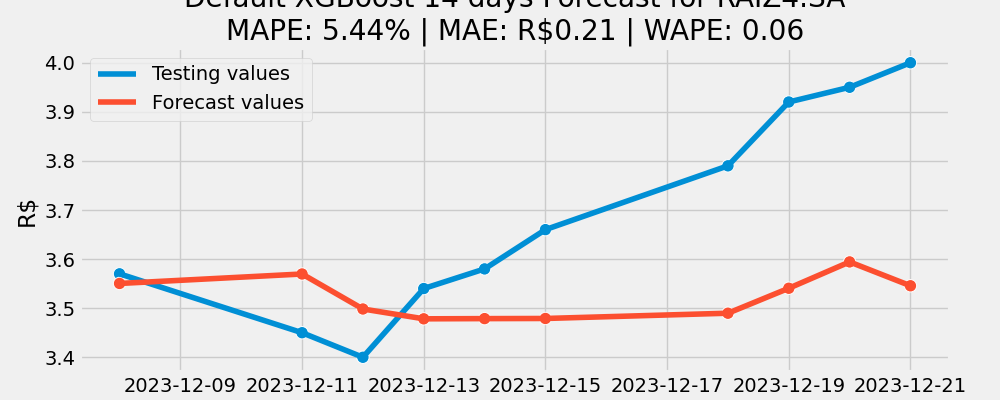 Default XGBoost 14 days Forecast for RAIZ4.SA
MAPE: 5.44% | MAE: R$0.21 | WAPE: 0.06
Testing values
Forecast values
R$
4.0
3.9
3.8
3.7
3.6
3.5
3.4
2023-12-09 2023-12-11 2023-12-13 2023-12-15 2023-12-17 2023-12-19 2023-12-21